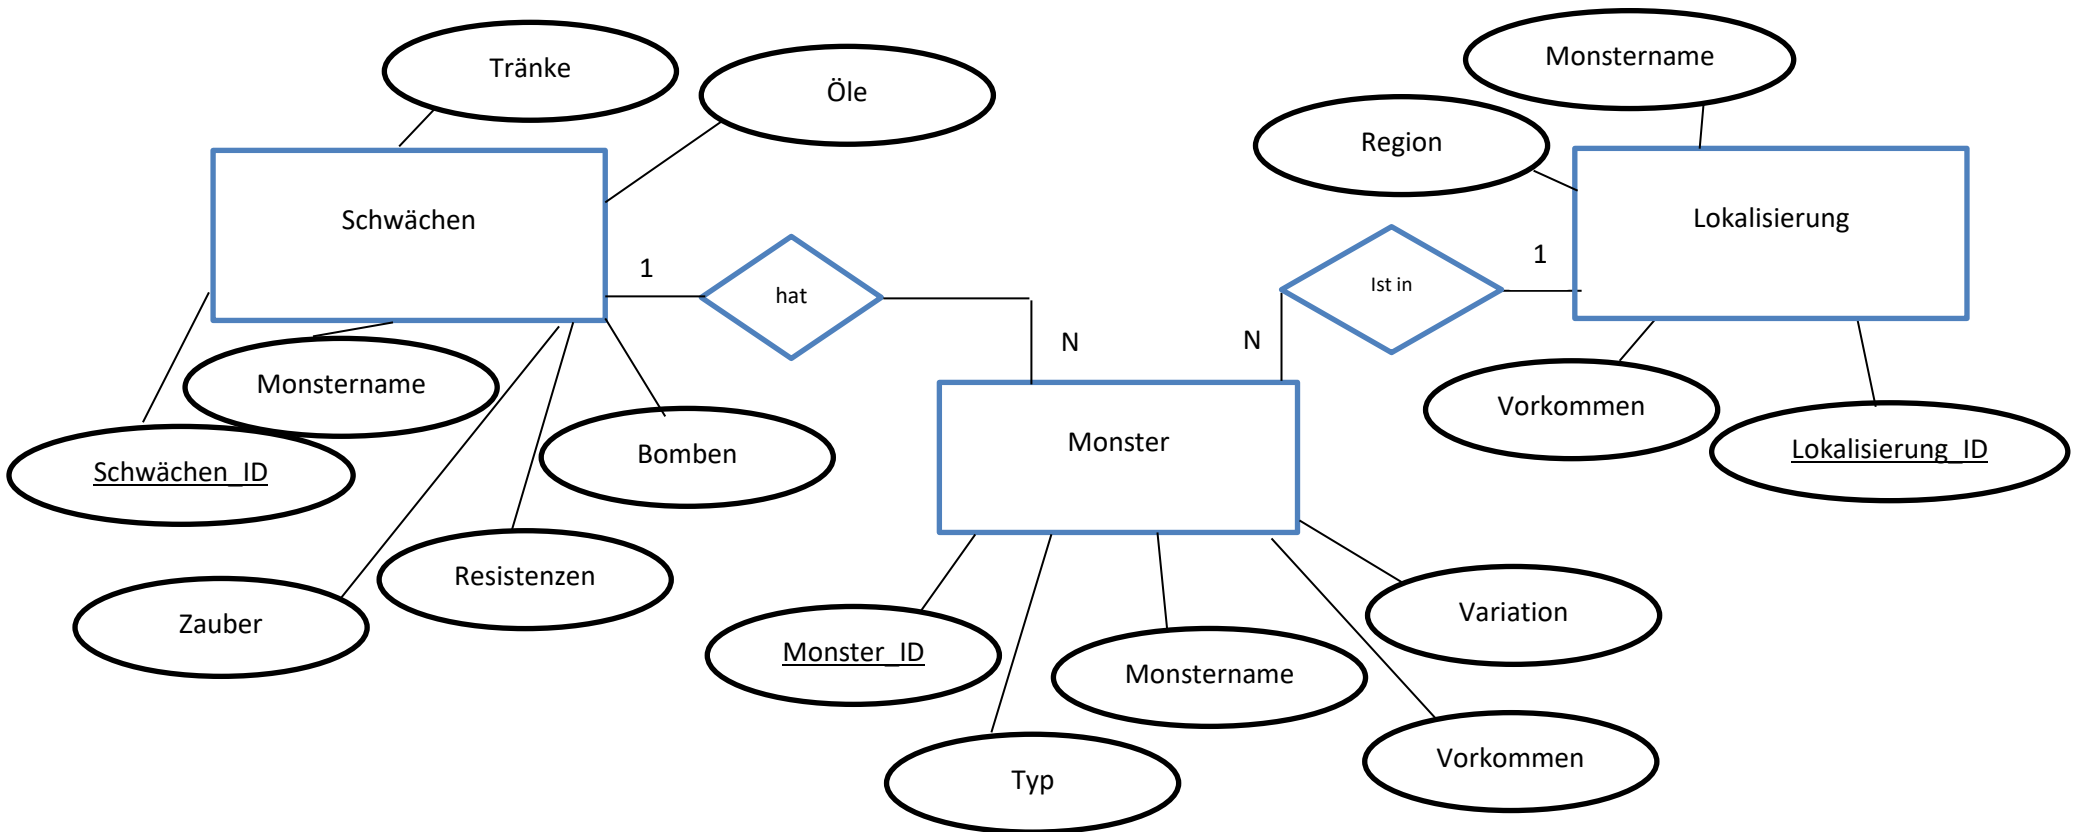 Tränke
Öle
Monstername
Region
Schwächen
Lokalisierung
1
hat
Ist in
1
N
N
Monstername
Vorkommen
Schwächen_ID
Bomben
Monster
Lokalisierung_ID
Resistenzen
Zauber
Monster_ID
Monstername
Variation
Typ
Vorkommen